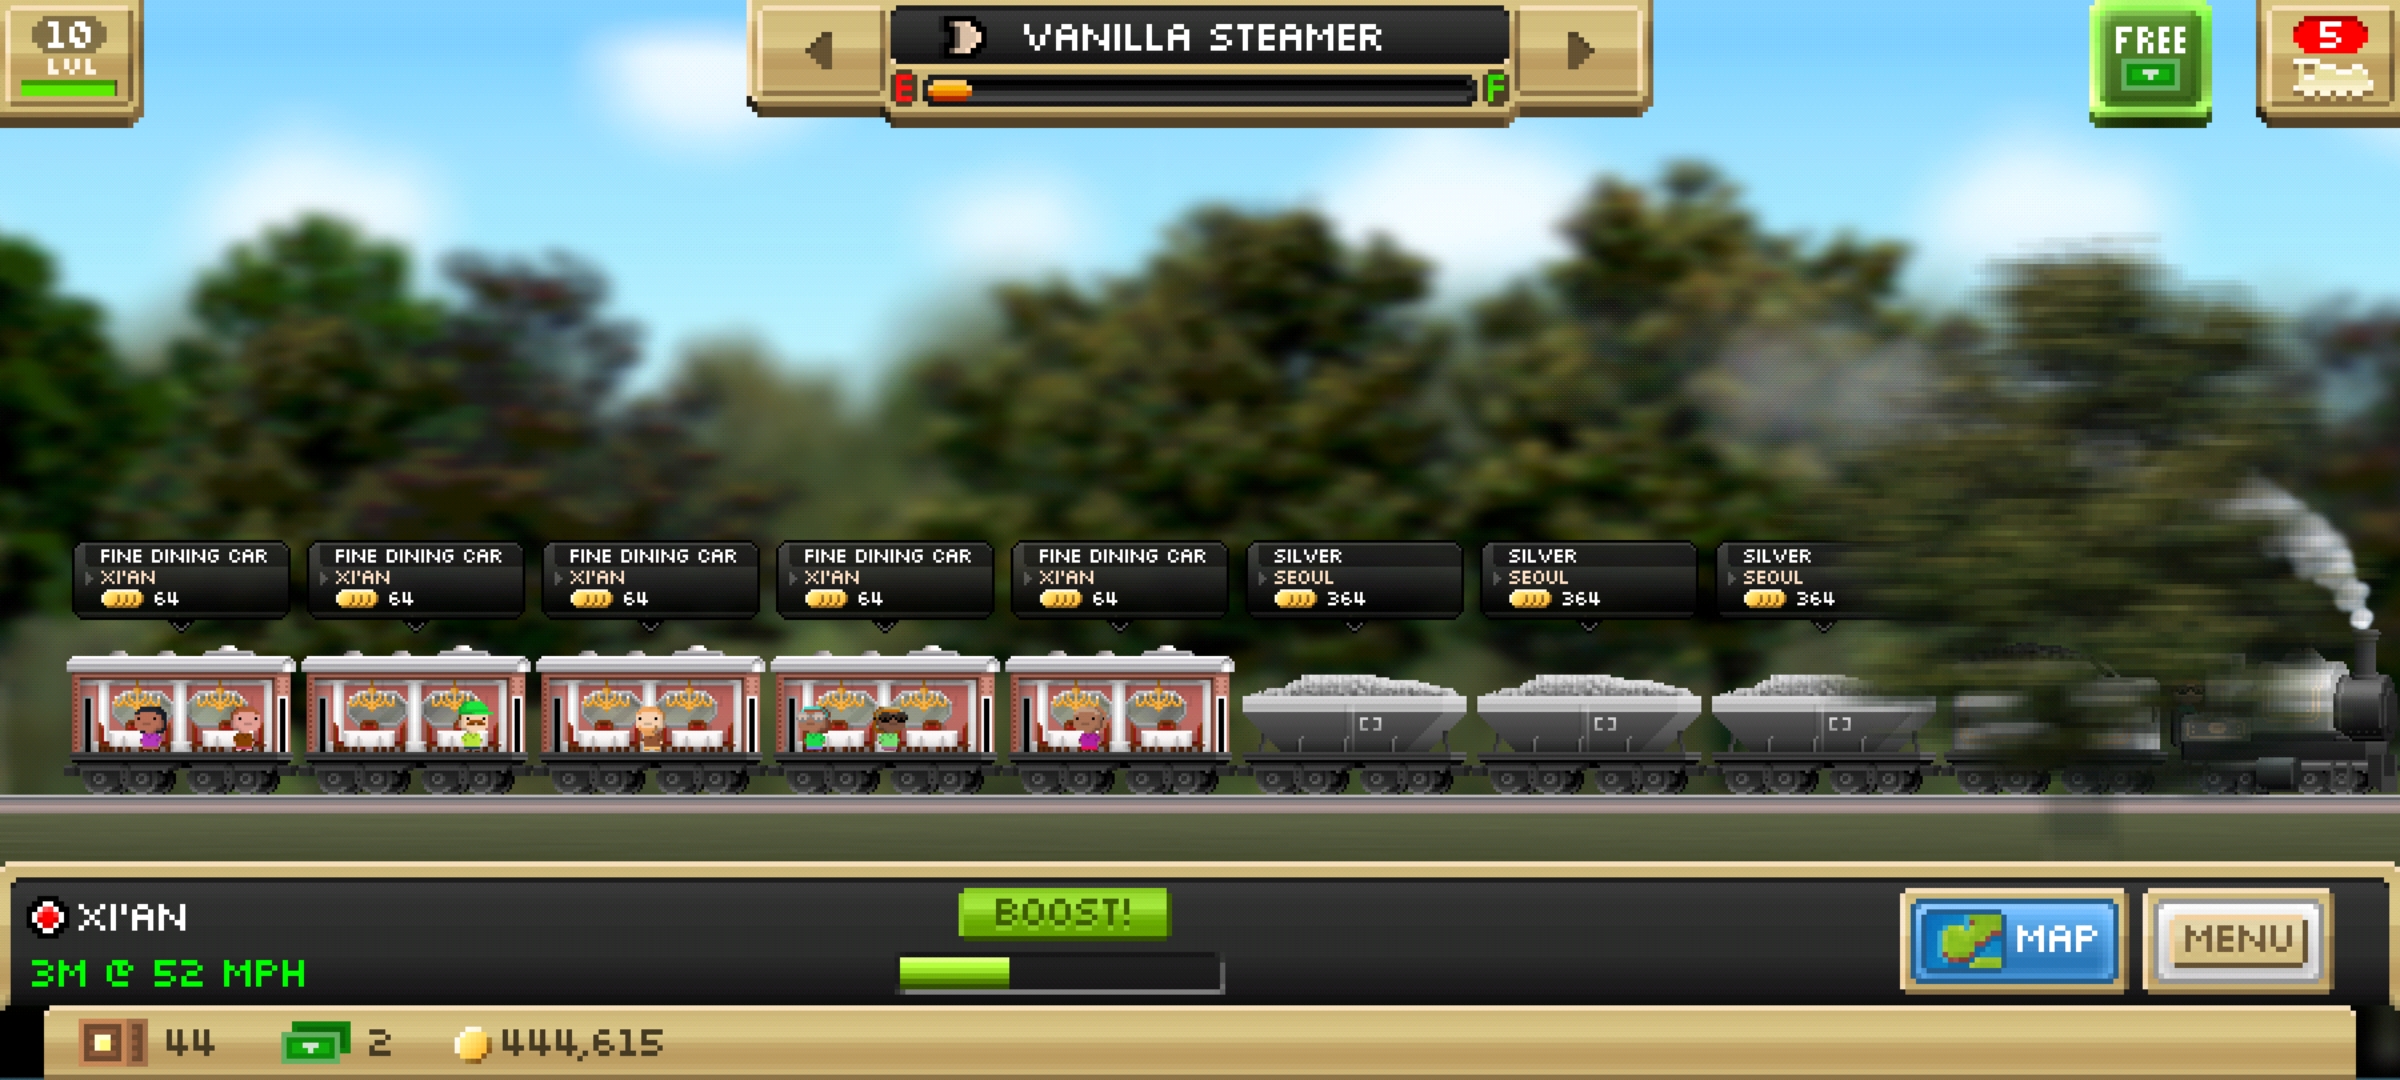 10
LVL
VANILLA STEAMER
E
F
FREE
5
FINE DINING CAR
XI'AN
64
FINE DINING CAR
XI'AN
64
FINE DINING CAR
XI'AN
64
FINE DINING CAR
XI'AN
64
FINE DINING CAR
XI'AN
64
SILVER
SEOUL
364
SILVER
SEOUL
364
SILVER
SEOUL
364
XI'AN
3M @ 52 MPH
BOOST!
MAP
MENU
44
2
444,615